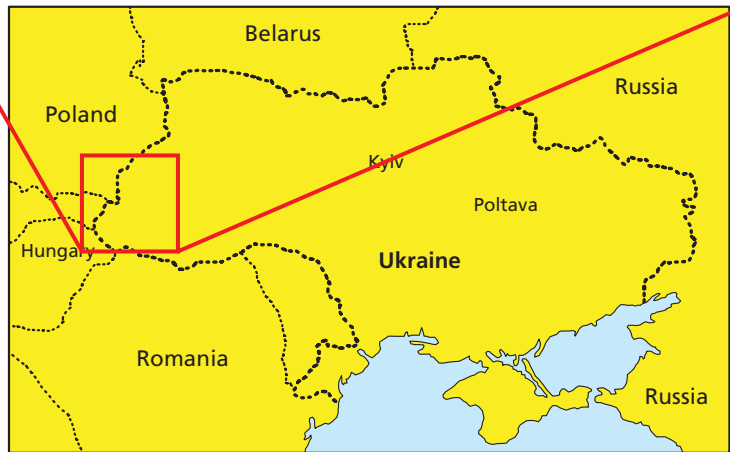 Belarus
Russia
Poland
Kyiv
Poltava
Hungary
Ukraine
Romania
Russia